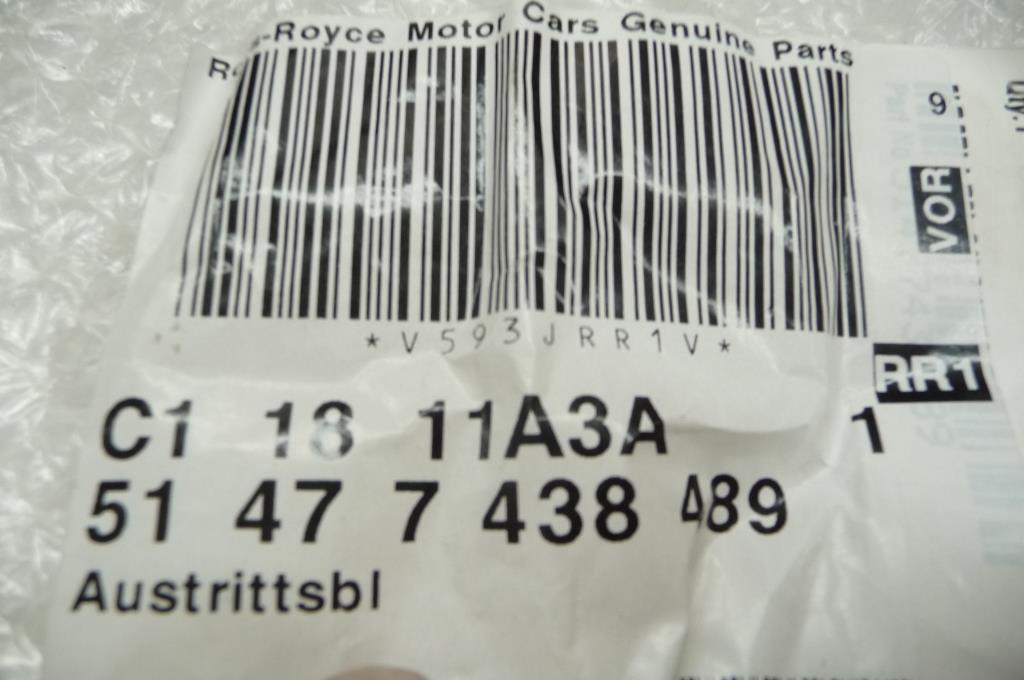 s-Royce Motor Cars Genuine Parts
*V593JRR1V*
C1 18 11A3A 1
51 47 7 438 489
Austrittsbl
9
VOR
RR1